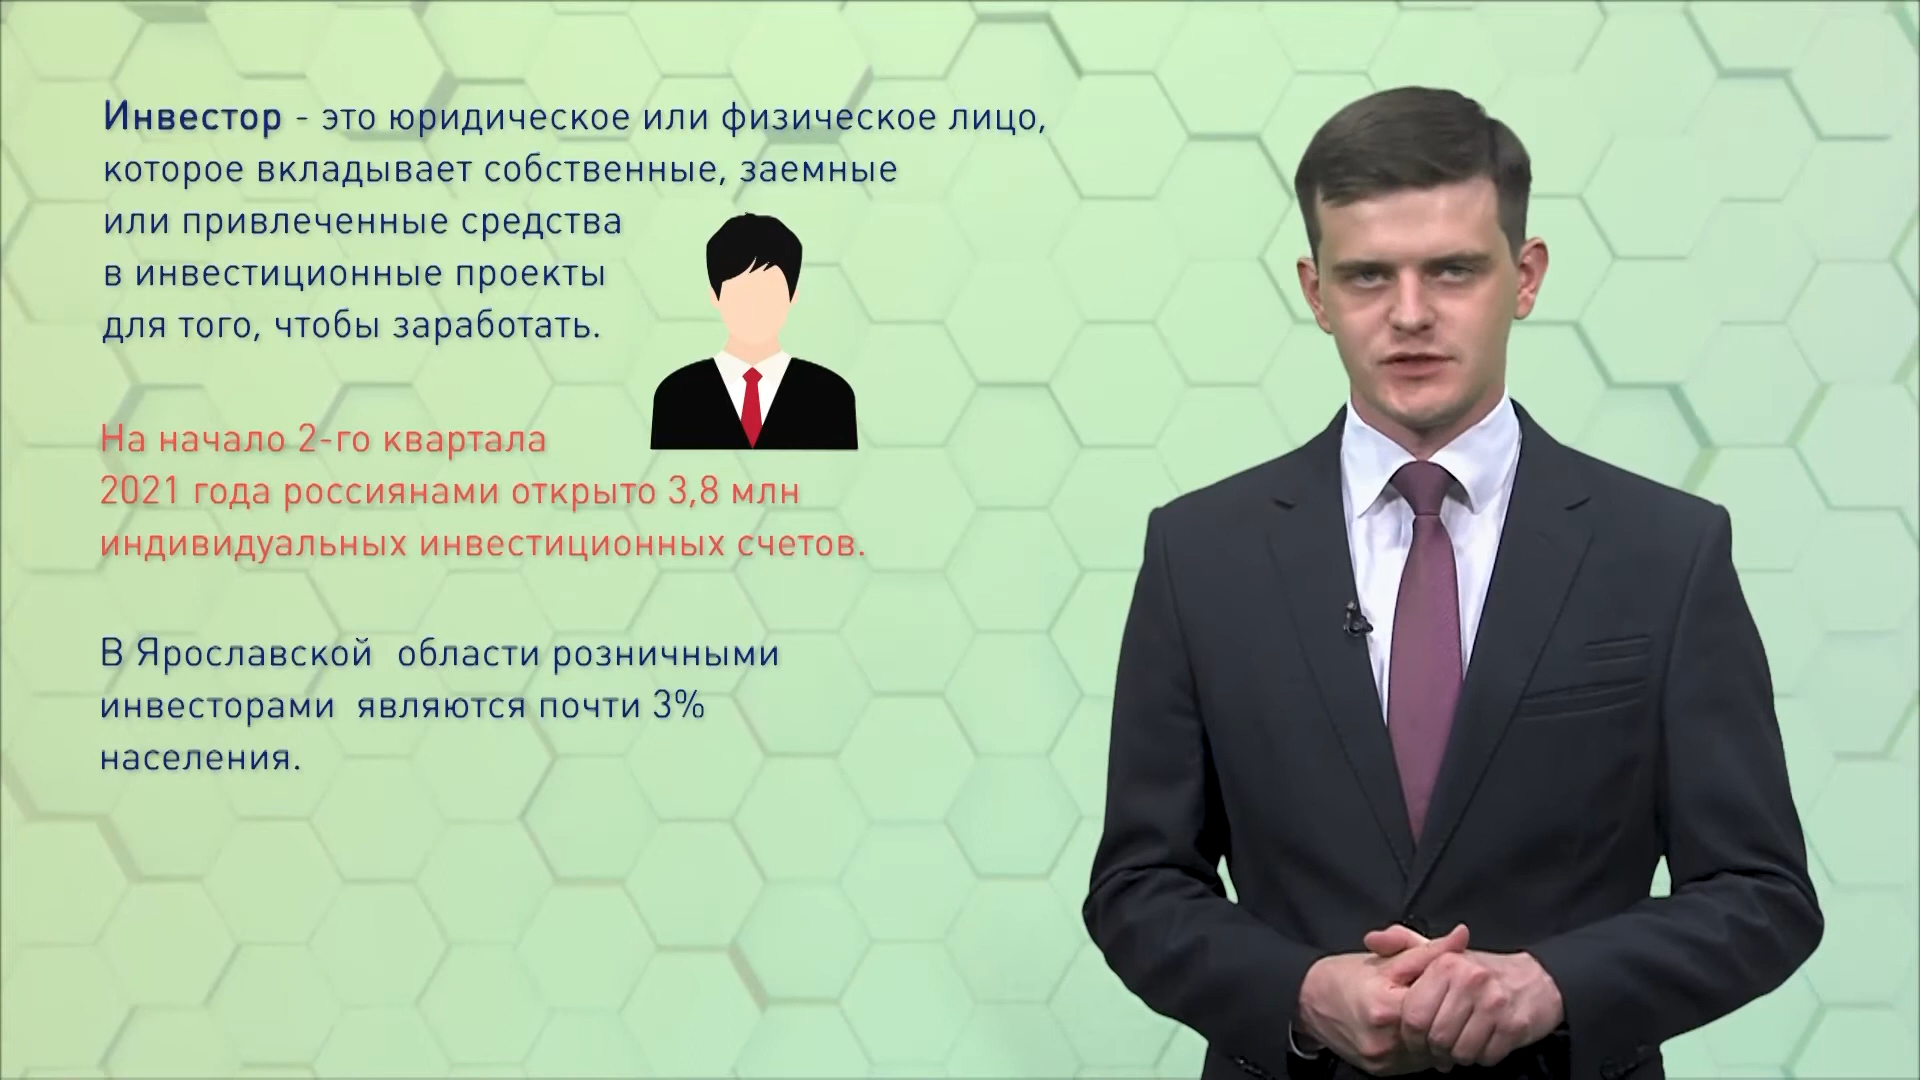 Инвестор - это юридическое или физическое лицо,
которое вкладывает собственные, заемные
или привлеченные средства
в инвестиционные проекты
для того, чтобы заработать.
На начало 2-го квартала
2021 года россиянами открыто 3,8 млн
индивидуальных инвестиционных счетов.
В Ярославской области розничными
инвесторами являются почти 3%
населения.